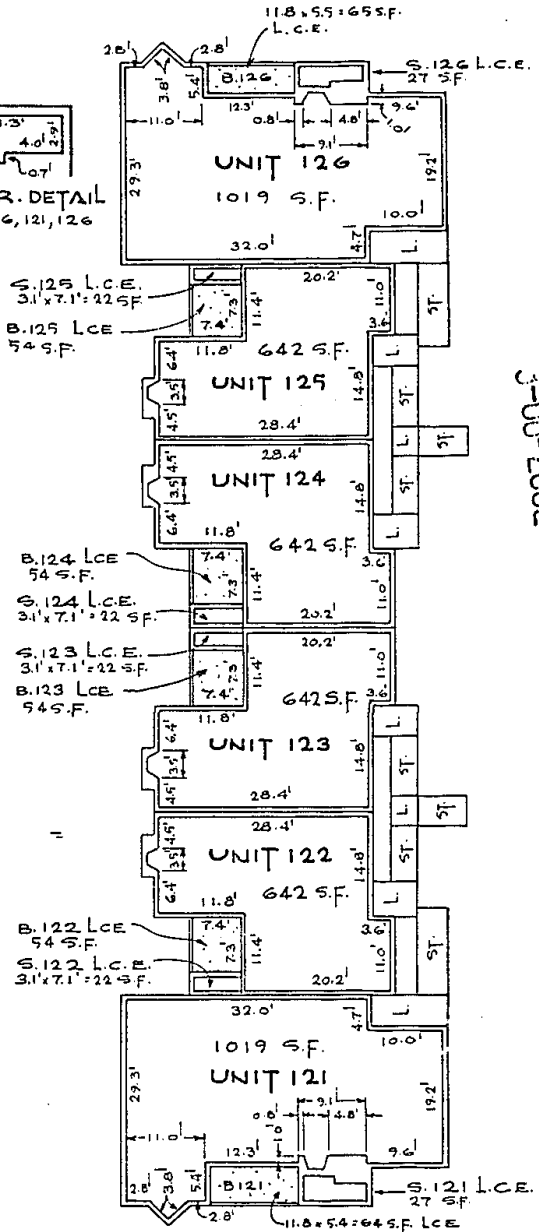 11.8 x 5.5 = 65 S.F.
L.C.E.
2.8'
2.8'
3.8'
5.4'
B.126
S.126 L.C.E.
27 S.F.
11.0'
12.3'
0.8'
4.8'
9.6'
9.1'
.3'
4.0'
2.9'
0.7'
R. DETAIL
6, 121, 126
29.3'
UNIT 126
1019 S.F.
19.2'
10.0'
32.0'
4.7'
L.
S.125 L.C.E.
3.1' x 7.1' = 22 S.F.
20.2'
ST.
B.125 LCE
54 S.F.
7.4'
7.3'
11.4'
11.0'
3.6'
11.8'
642 S.F.
L.
6.4'
3.5'
4.5'
UNIT 125
14.8'
ST.
28.4'
L.
ST.
28.4'
4.5'
3.5'
6.4'
UNIT 124
14.8'
ST.
11.8'
642 S.F.
L.
B.124 LCE
54 S.F.
7.4'
7.3'
11.4'
3.6'
11.0'
S.124 L.C.E.
3.1' x 7.1' = 22 S.F.
20.2'
S.123 L.C.E.
3.1' x 7.1' = 22 S.F.
20.2'
B.123 LCE
54 S.F.
7.4'
7.3'
11.4'
11.0'
3.6'
11.8'
642 S.F.
L.
6.4'
3.5'
4.5'
UNIT 123
14.8'
ST.
28.4'
L.
ST.
28.4'
4.5'
3.5'
6.4'
UNIT 122
14.8'
ST.
11.8'
642 S.F.
L.
B.122 LCE
54 S.F.
7.4'
7.3'
11.4'
3.6'
11.0'
ST.
S.122 L.C.E.
3.1' x 7.1' = 22 S.F.
20.2'
32.0'
4.7'
L.
10.0'
1019 S.F.
UNIT 121
29.3'
19.2'
9.1'
0.8'
4.8'
11.0'
12.3'
1.0'
9.6'
2.8'
3.8'
5.4'
B121
S.121 L.C.E.
27 S.F.
2.8'
11.8 x 5.4 = 64 S.F. LCE